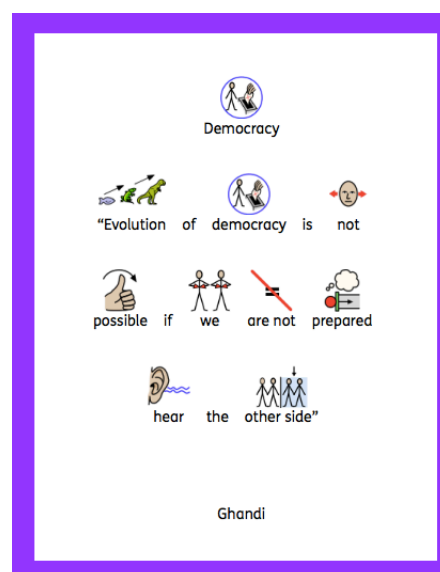 Democracy
“Evolution of democracy is not
possible if we are not prepared
hear the other side”
Ghandi